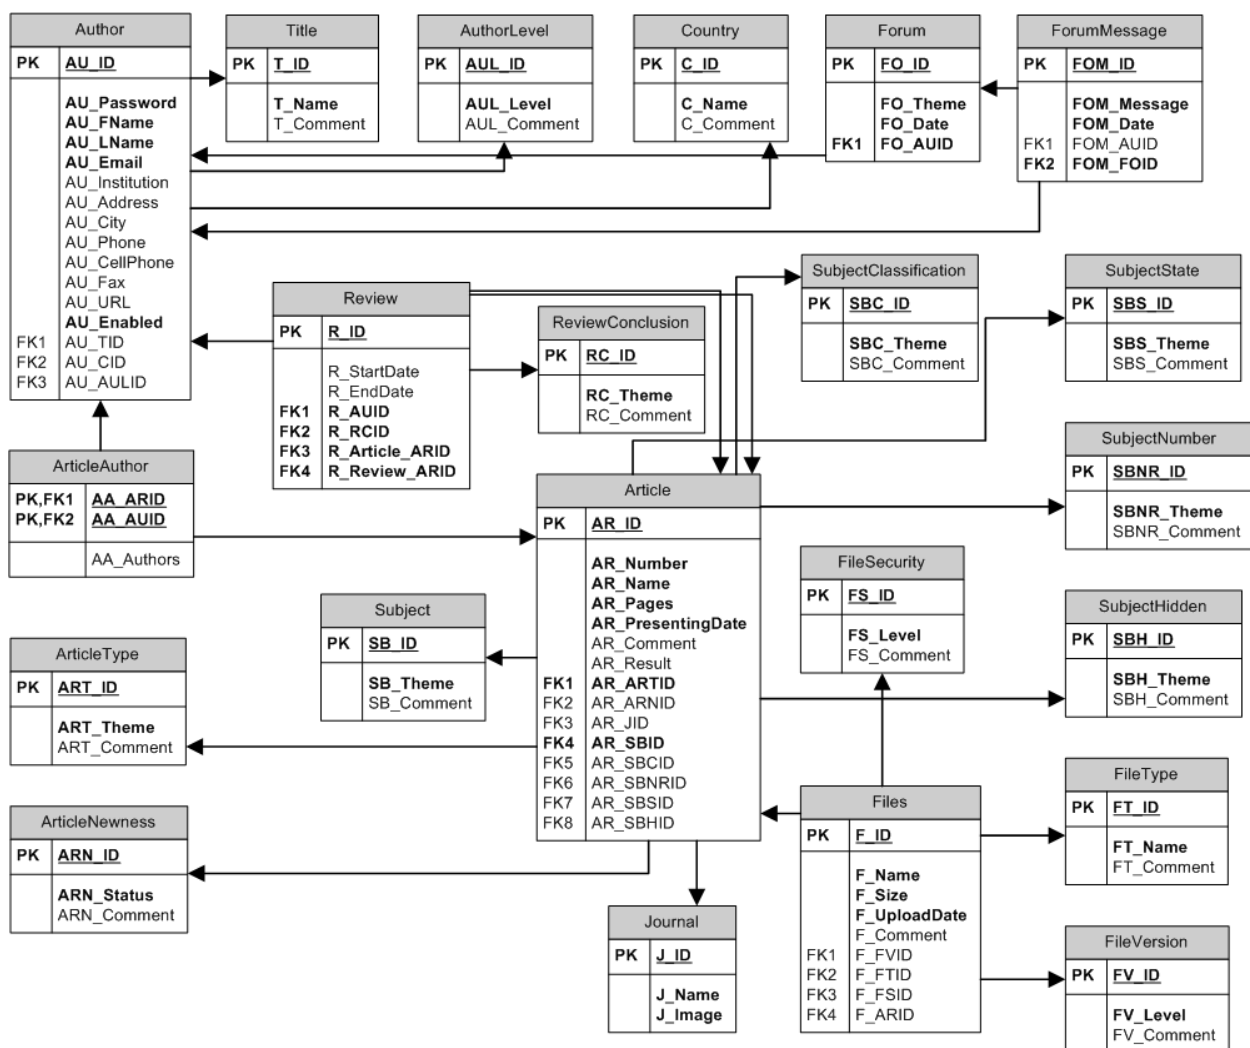 Author
PK AU_ID
AU_Password
AU_FName
AU_LName
AU_Email
AU_Institution
AU_Address
AU_City
AU_Phone
AU_CellPhone
AU_Fax
AU_URL
AU_Enabled
FK1 AU_TID
FK2 AU_CID
FK3 AU_AULID
Title
PK T_ID
T_Name
T_Comment
AuthorLevel
PK AUL_ID
AUL_Level
AUL_Comment
Country
PK C_ID
C_Name
C_Comment
Forum
PK FO_ID
FO_Theme
FO_Date
FK1 FO_AUID
ForumMessage
PK FOM_ID
FOM_Message
FOM_Date
FK1 FOM_AUID
FK2 FOM_FOID
Review
PK R_ID
R_StartDate
R_EndDate
FK1 R_AUID
FK2 R_RCID
FK3 R_Article_ARID
FK4 R_Review_ARID
ReviewConclusion
PK RC_ID
RC_Theme
RC_Comment
SubjectClassification
PK SBC_ID
SBC_Theme
SBC_Comment
SubjectState
PK SBS_ID
SBS_Theme
SBS_Comment
ArticleAuthor
PK,FK1 AA_ARID
PK,FK2 AA_AUID
AA_Authors
Article
PK AR_ID
AR_Number
AR_Name
AR_Pages
AR_PresentingDate
AR_Comment
AR_Result
FK1 AR_ARTID
FK2 AR_ARNID
FK3 AR_JID
FK4 AR_SBID
FK5 AR_SBCID
FK6 AR_SBNRID
FK7 AR_SBSID
FK8 AR_SBHID
SubjectNumber
PK SBNR_ID
SBNR_Theme
SBNR_Comment
Subject
PK SB_ID
SB_Theme
SB_Comment
FileSecurity
PK FS_ID
FS_Level
FS_Comment
SubjectHidden
PK SBH_ID
SBH_Theme
SBH_Comment
ArticleType
PK ART_ID
ART_Theme
ART_Comment
ArticleNewness
PK ARN_ID
ARN_Status
ARN_Comment
Journal
PK J_ID
J_Name
J_Image
Files
PK F_ID
F_Name
F_Size
F_UploadDate
F_Comment
FK1 F_FVID
FK2 F_FTID
FK3 F_FSID
FK4 F_ARID
FileType
PK FT_ID
FT_Name
FT_Comment
FileVersion
PK FV_ID
FV_Level
FV_Comment